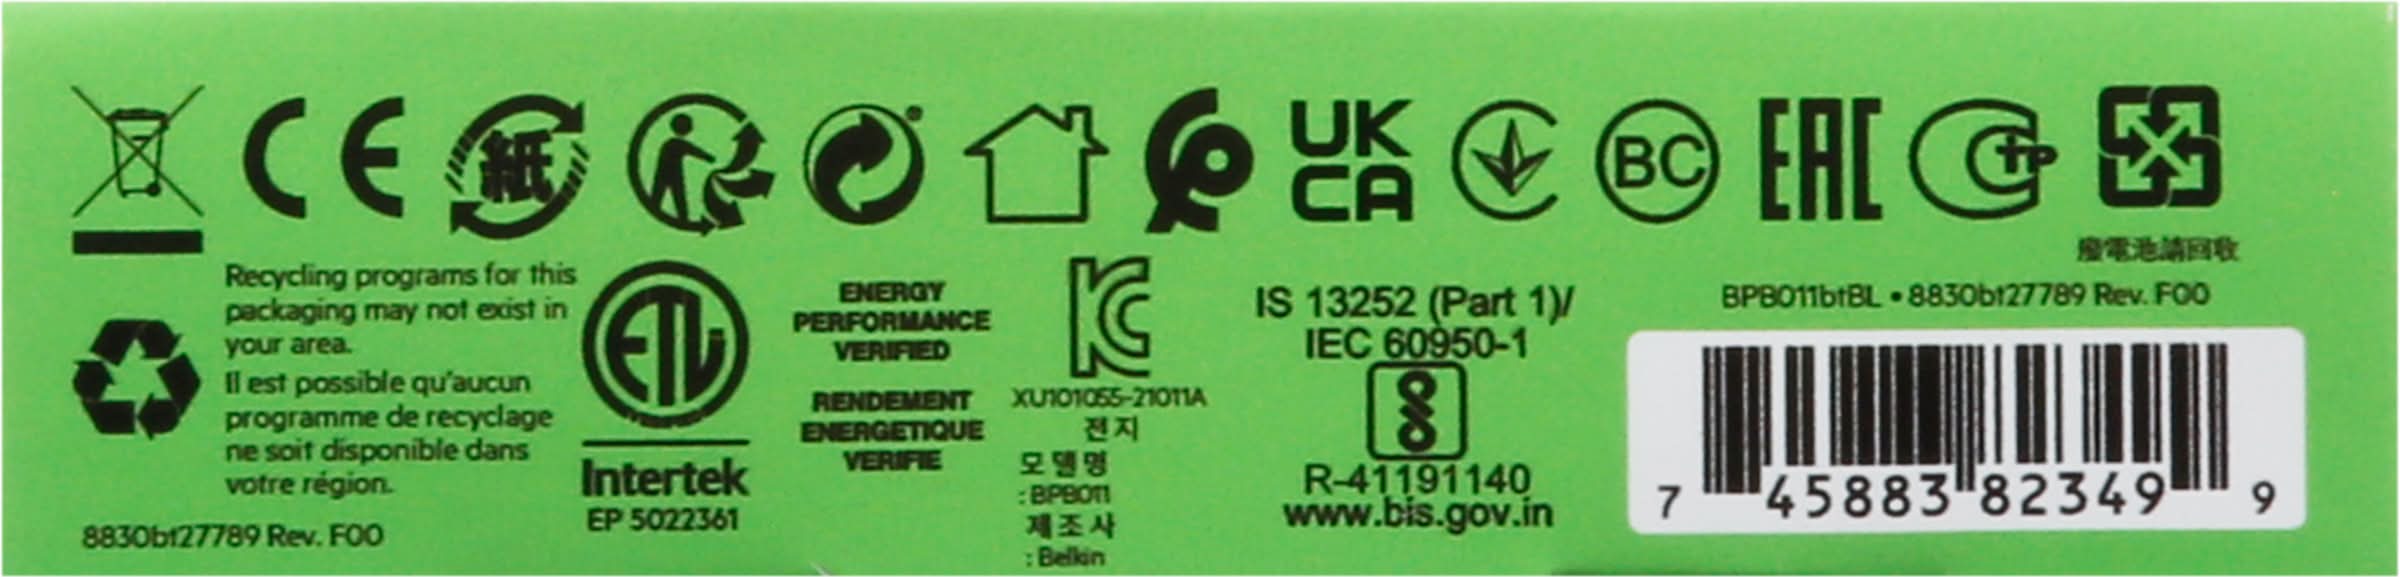 CE
紙
UK
CA
BC
EAC
廢電池請回收
Recycling programs for this
packaging may not exist in
your area.
Il est possible qu'aucun
programme de recyclage
ne soit disponible dans
votre région.
8830bt27789 Rev. F00
ETL
Intertek
EP 5022361
ENERGY
PERFORMANCE
VERIFIED
RENDEMENT
ENERGETIQUE
VERIFIE
KC
XU101055-21011A
전지
모델명
: BPB011
제조사
: Belkin
IS 13252 (Part 1)/
IEC 60950-1
R-41191140
www.bis.gov.in
BPB011btBL • 8830bt27789 Rev. F00
7 45883 82349 9